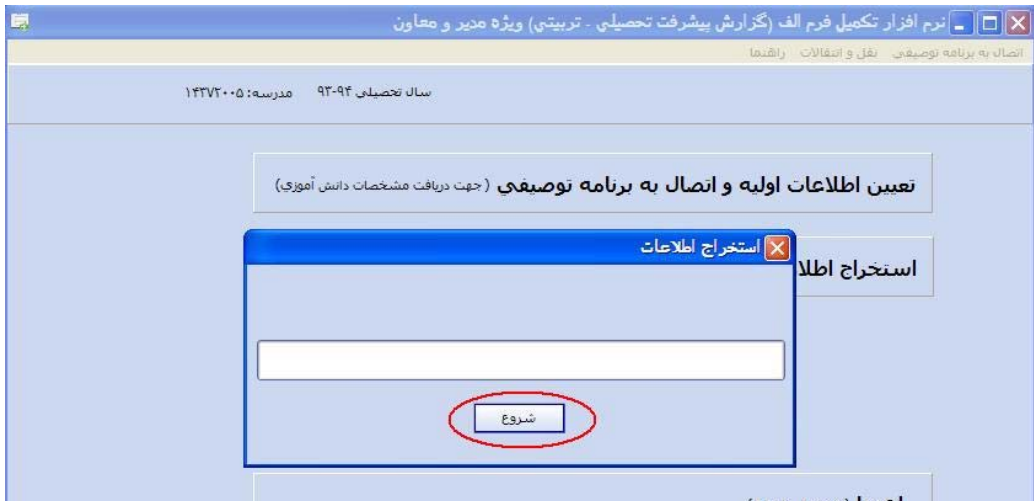 نرم افزار تکمیل فرم الف (گزارش پیشرفت تحصیلی - تربیتی) ویژه مدیر و معاون
اتصال به برنامه توصیفی نقل و انتقالات راهنما
سال تحصیلی ۹۴-۹۳ مدرسه: ۱۴۳۷۲۰۰۵
تعیین اطلاعات اولیه و اتصال به برنامه توصیفی (جهت دریافت مشخصات دانش آموزی)
استخراج اطلاعات
استخراج اطلا
شروع